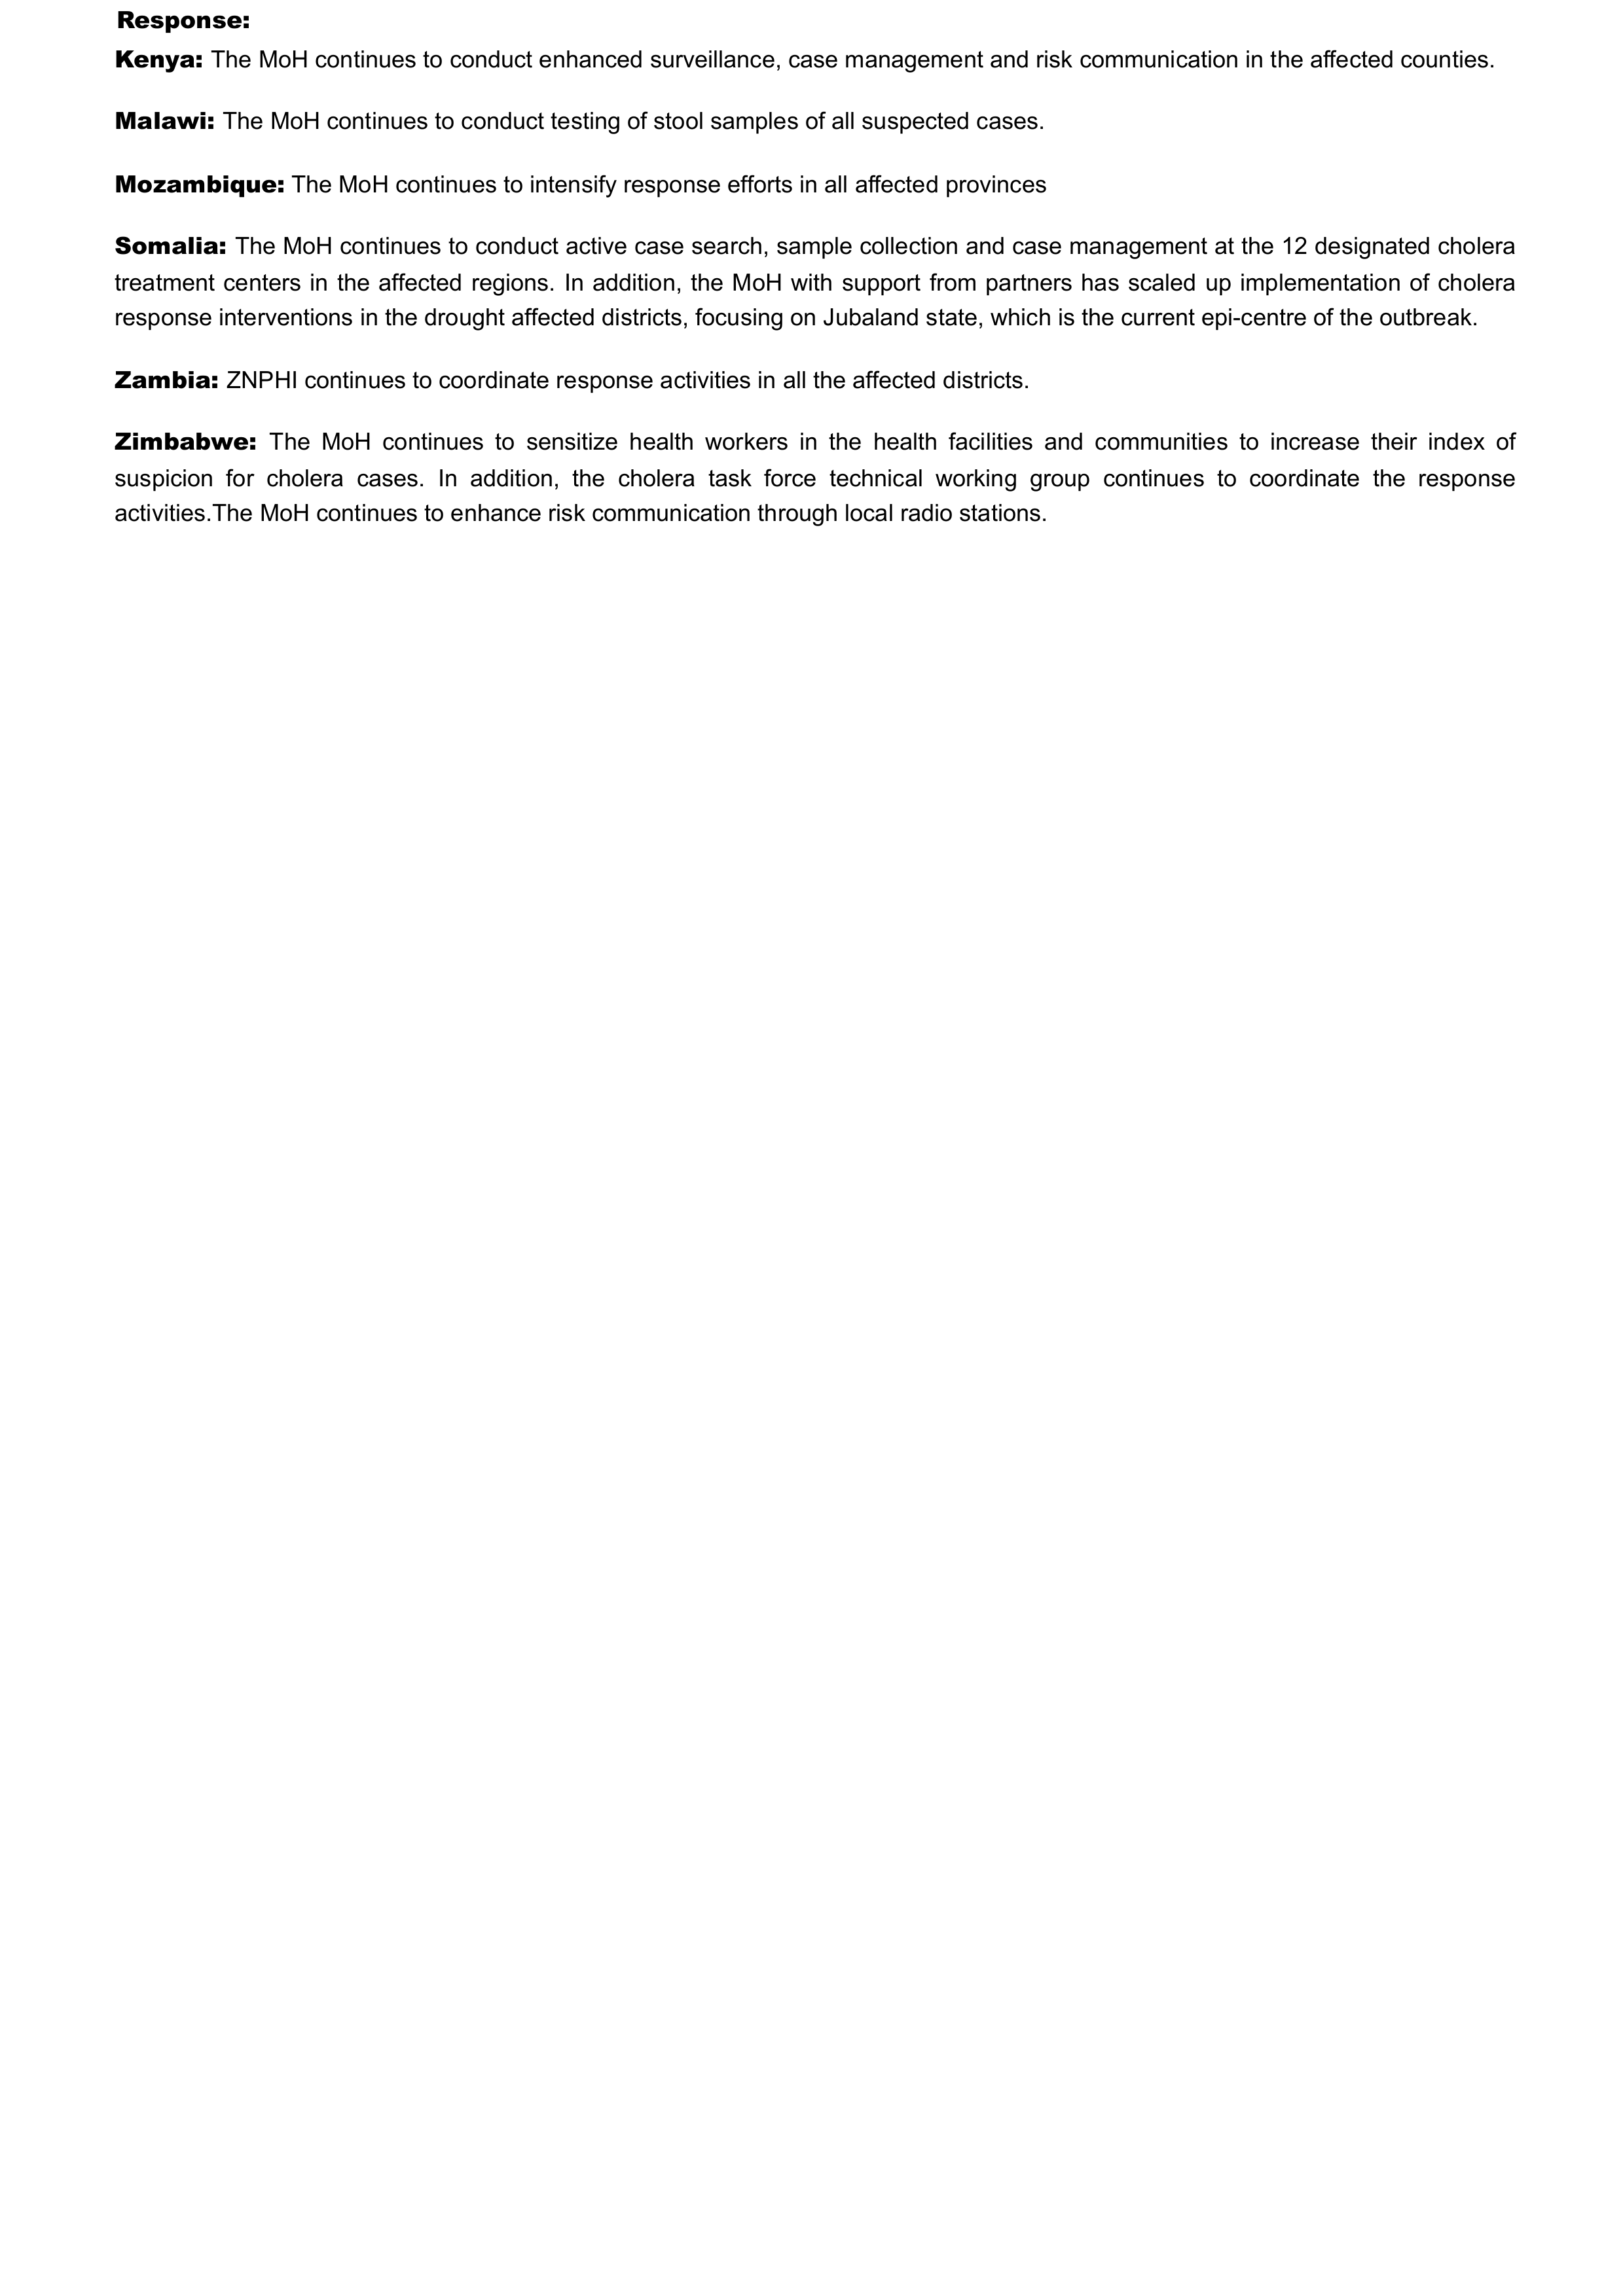 Response:
Kenya: The MoH continues to conduct enhanced surveillance, case management and risk communication in the affected counties.
Malawi: The MoH continues to conduct testing of stool samples of all suspected cases.
Mozambique: The MoH continues to intensify response efforts in all affected provinces
Somalia: The MoH continues to conduct active case search, sample collection and case management at the 12 designated cholera
treatment centers in the affected regions. In addition, the MoH with support from partners has scaled up implementation of cholera
response interventions in the drought affected districts, focusing on Jubaland state, which is the current epi-centre of the outbreak.
Zambia: ZNPHI continues to coordinate response activities in all the affected districts.
Zimbabwe: The MoH continues to sensitize health workers in the health facilities and communities to increase their index of
suspicion for cholera cases. In addition, the cholera task force technical working group continues to coordinate the response
activities.The MoH continues to enhance risk communication through local radio stations.